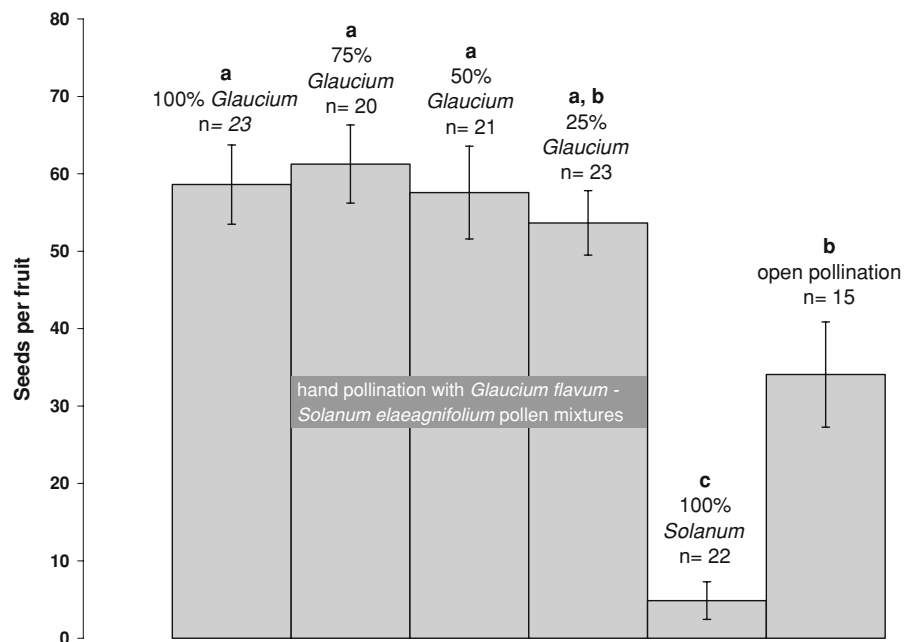 80
70
60
50
40
30
20
10
0
Seeds per fruit
a
100% Glaucium
n= 23
a
75%
Glaucium
n= 20
a
50%
Glaucium
n= 21
a, b
25%
Glaucium
n= 23
c
100%
Solanum
n= 22
b
open pollination
n= 15
hand pollination with Glaucium flavum -
Solanum elaeagnifolium pollen mixtures